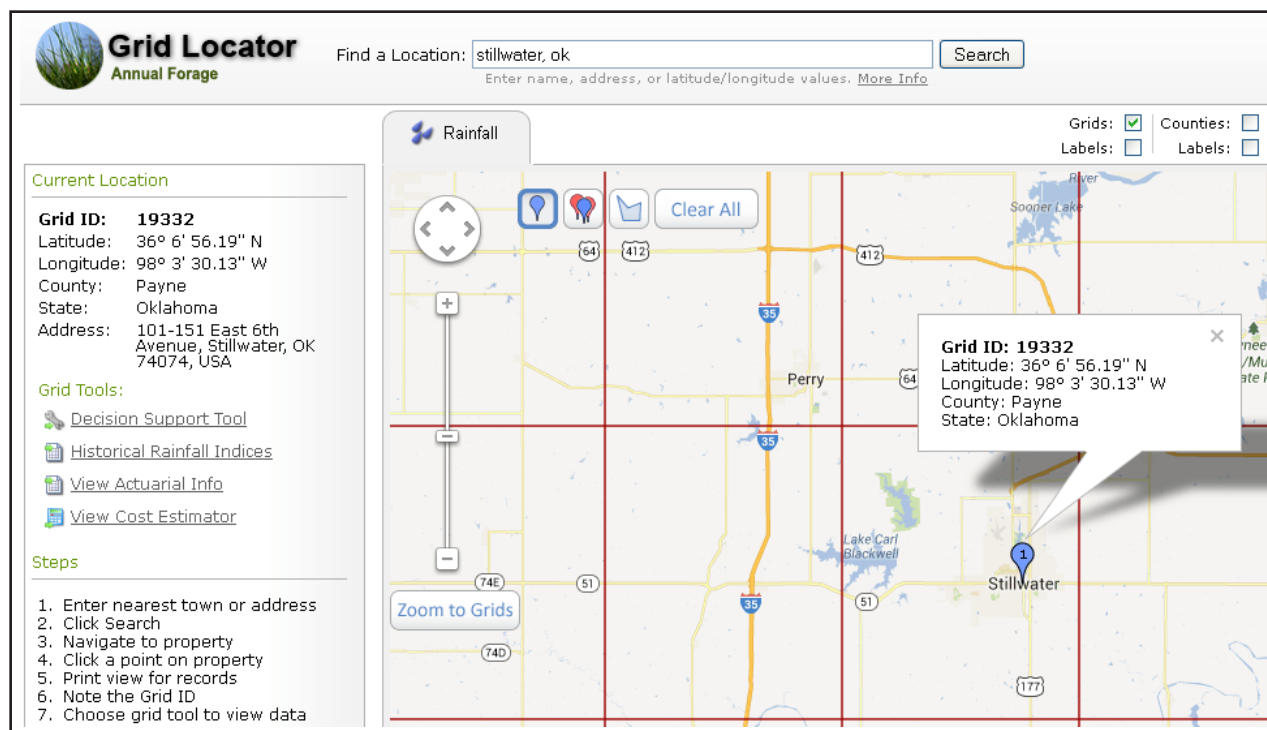 Grid Locator
Annual Forage
Find a Location: stillwater, ok Search
Enter name, address, or latitude/longitude values. More Info
Rainfall
Grids: Counties:
Labels: Labels:
Current Location
Grid ID: 19332
Latitude: 36º 6' 56.19" N
Longitude: 98º 3' 30.13" W
County: Payne
State: Oklahoma
Address: 101-151 East 6th
Avenue, Stillwater, OK
74074, USA
Grid Tools:
Decision Support Tool
Historical Rainfall Indices
View Actuarial Info
View Cost Estimator
Steps
1. Enter nearest town or address
2. Click Search
3. Navigate to property
4. Click a point on property
5. Print view for records
6. Note the Grid ID
7. Choose grid tool to view data
Clear All
River
Sooner Lake
64
412
412
35
Grid ID: 19332
Latitude: 36º 6' 56.19" N
Longitude: 98º 3' 30.13" W
County: Payne
State: Oklahoma
Perry
64
35
Lake Carl
Blackwell
1
Stillwater
74E
51
Zoom to Grids
35
51
74D
177